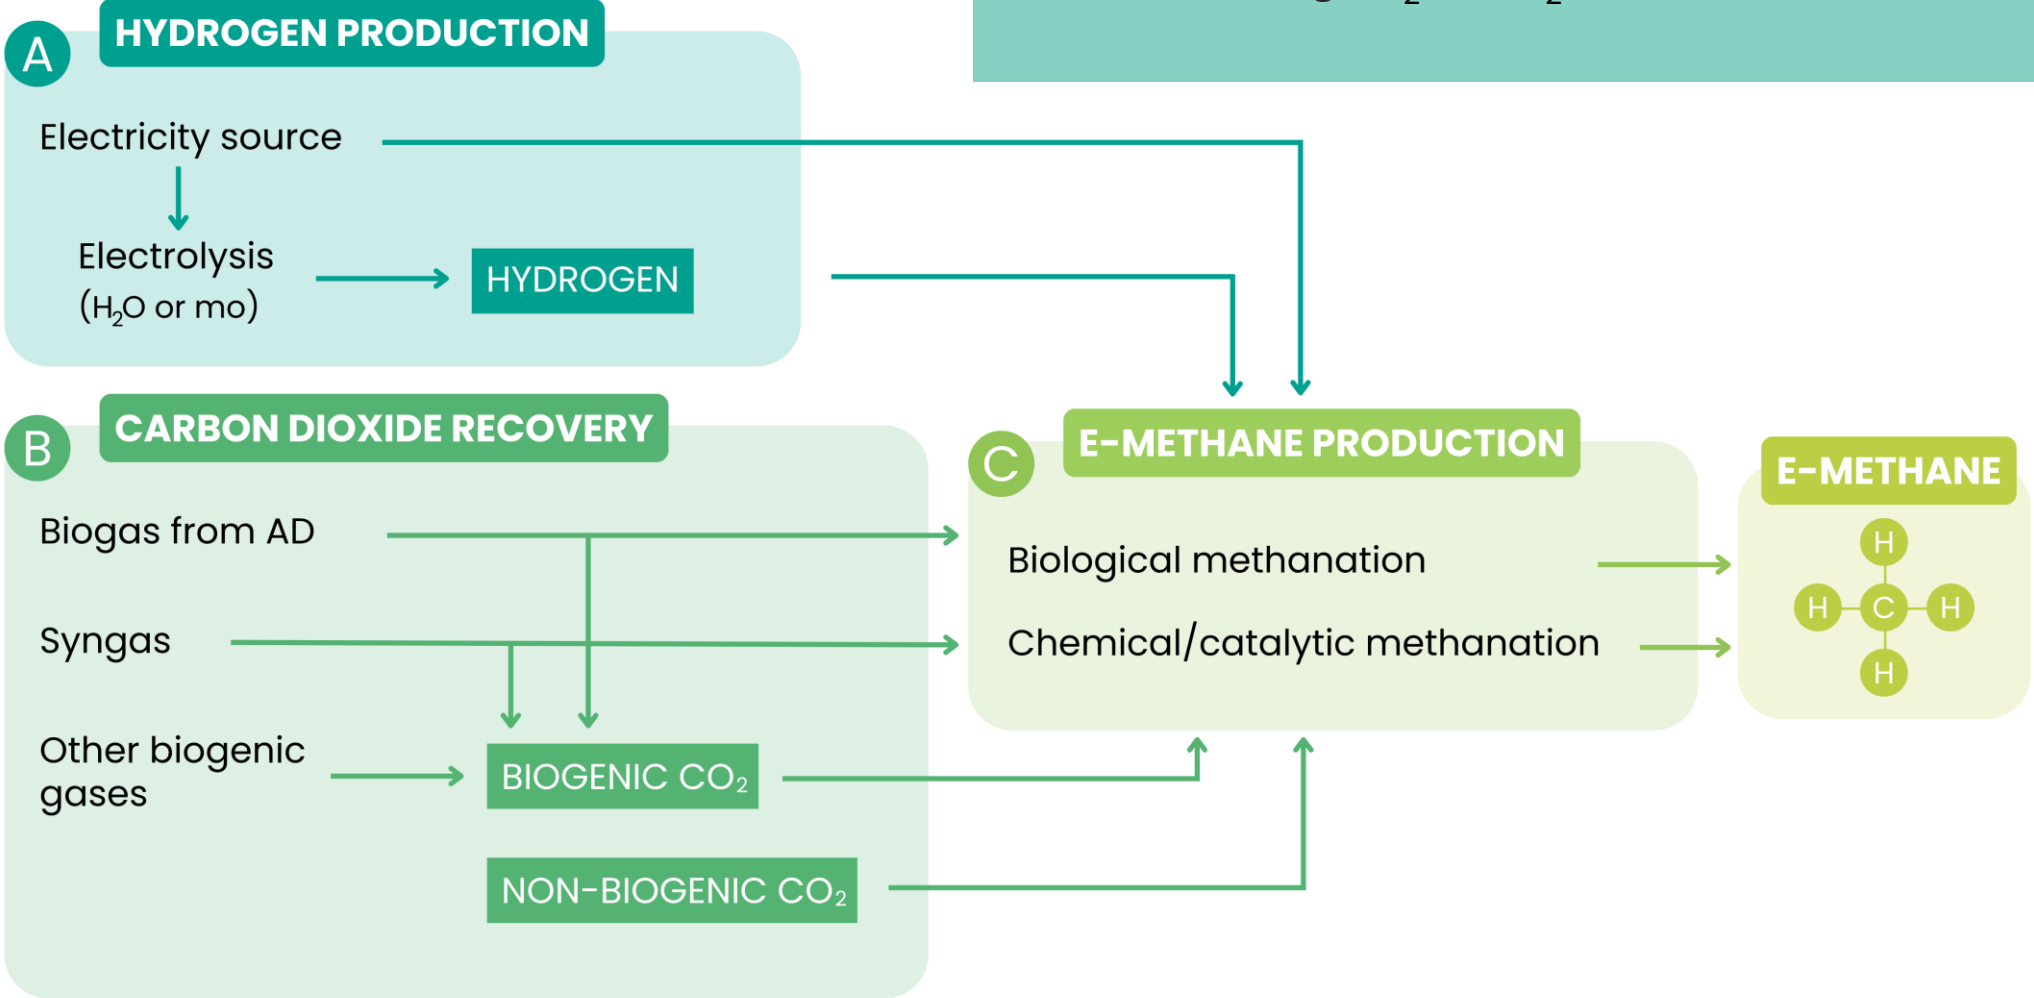 A
HYDROGEN PRODUCTION
Electricity source
Electrolysis
(H₂O or mo)
HYDROGEN
B
CARBON DIOXIDE RECOVERY
Biogas from AD
Syngas
Other biogenic
gases
BIOGENIC CO₂
NON-BIOGENIC CO₂
C
E-METHANE PRODUCTION
Biological methanation
Chemical/catalytic methanation
E-METHANE
H
H C H
H